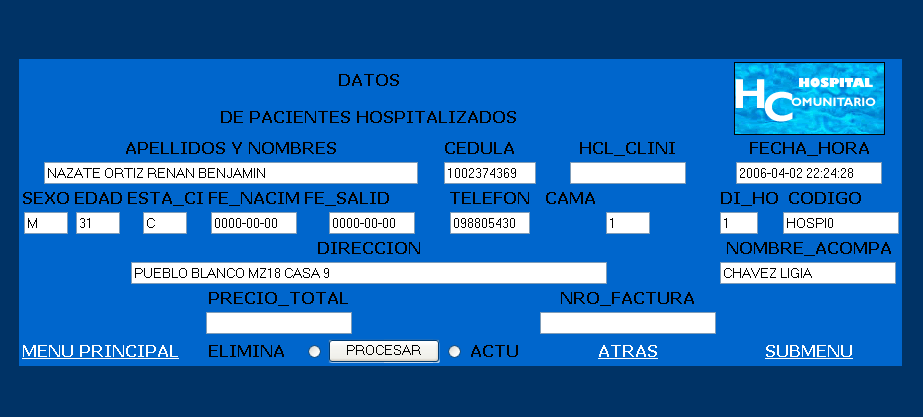 DATOS
DE PACIENTES HOSPITALIZADOS
HOSPITAL
HC OMUNITARIO
APELLIDOS Y NOMBRES CEDULA HCL_CLINI FECHA_HORA
NAZATE ORTIZ RENAN BENJAMIN 1002374369 2006-04-02 22:24:28
SEXO EDAD ESTA_CI FE_NACIM FE_SALID TELEFON CAMA DI_HO CODIGO
M 31 C 0000-00-00 0000-00-00 098805430 1 1 HOSPI0
DIRECCION NOMBRE_ACOMPA
PUEBLO BLANCO MZ18 CASA 9 CHAVEZ LIGIA
PRECIO_TOTAL NRO_FACTURA
MENU PRINCIPAL ELIMINA PROCESAR ACTU ATRAS SUBMENU